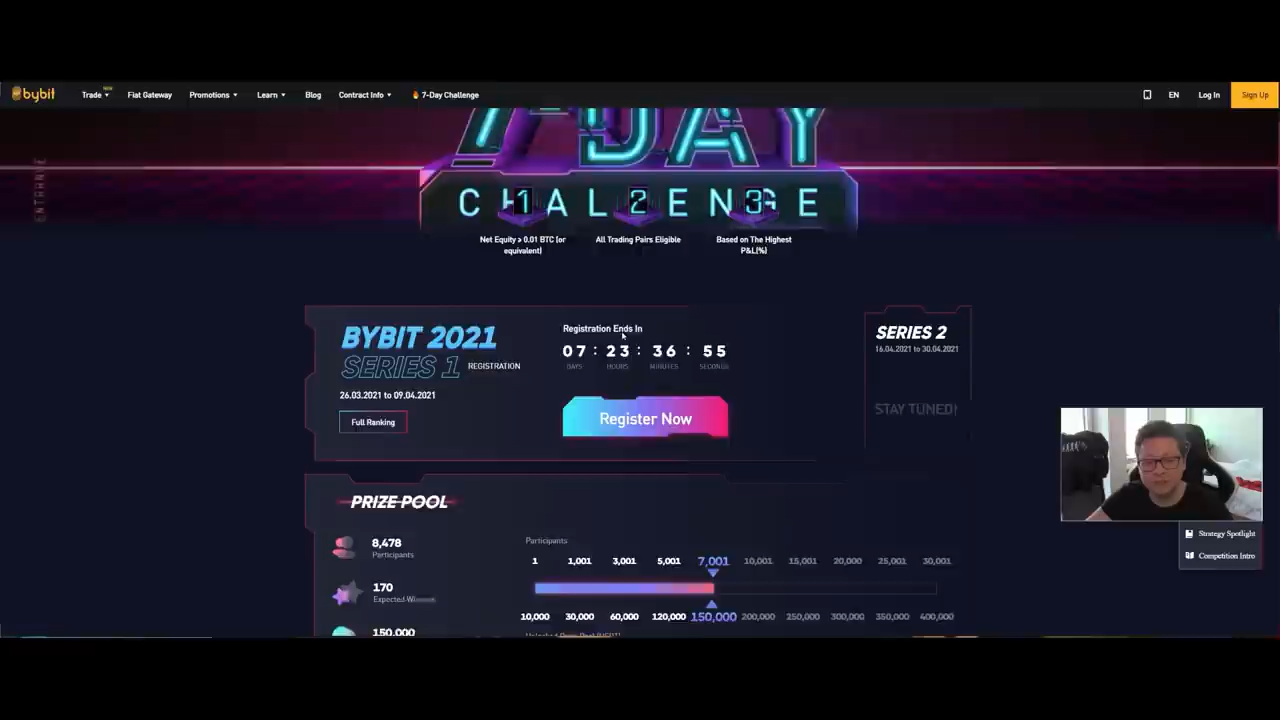 bybit
Trade NEW
Fiat Gateway
Promotions
Learn
Blog
Contract Info
7-Day Challenge
EN
Log In
Sign Up
7-DAY
CHALLENGE
1
2
3
Net Equity ≥ 0.01 BTC (or
equivalent)
All Trading Pairs Eligible
Based on The Highest
P&L(%)
BYBIT 2021
SERIES 1 REGISTRATION
26.03.2021 to 09.04.2021
Full Ranking
Registration Ends In
07 : 23 : 36 : 55
DAYS HOURS MINUTES SECONDS
Register Now
SERIES 2
16.04.2021 to 30.04.2021
STAY TUNED!
PRIZE POOL
8,478
Participants
170
150,000
Participants
1 1,001 3,001 5,001 7,001 10,001 15,001 20,000 25,001 30,001
10,000 30,000 60,000 120,000 150,000 200,000 250,000 300,000 350,000 400,000
Strategy Spotlight
Competition Intro